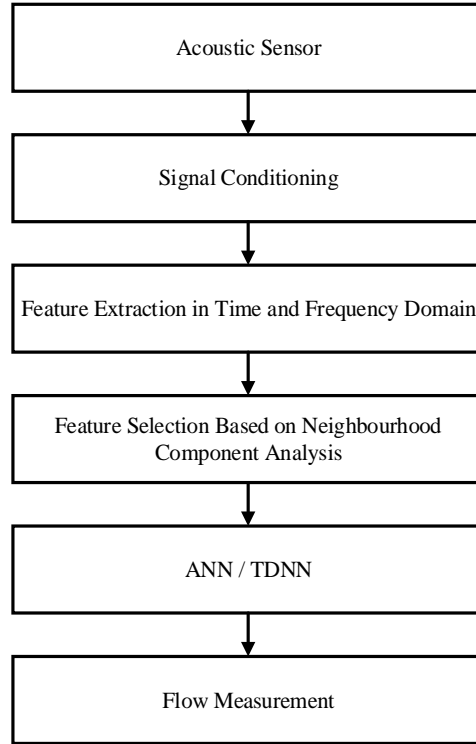 Acoustic Sensor
Signal Conditioning
Feature Extraction in Time and Frequency Domain
Feature Selection Based on Neighbourhood
Component Analysis
ANN / TDNN
Flow Measurement